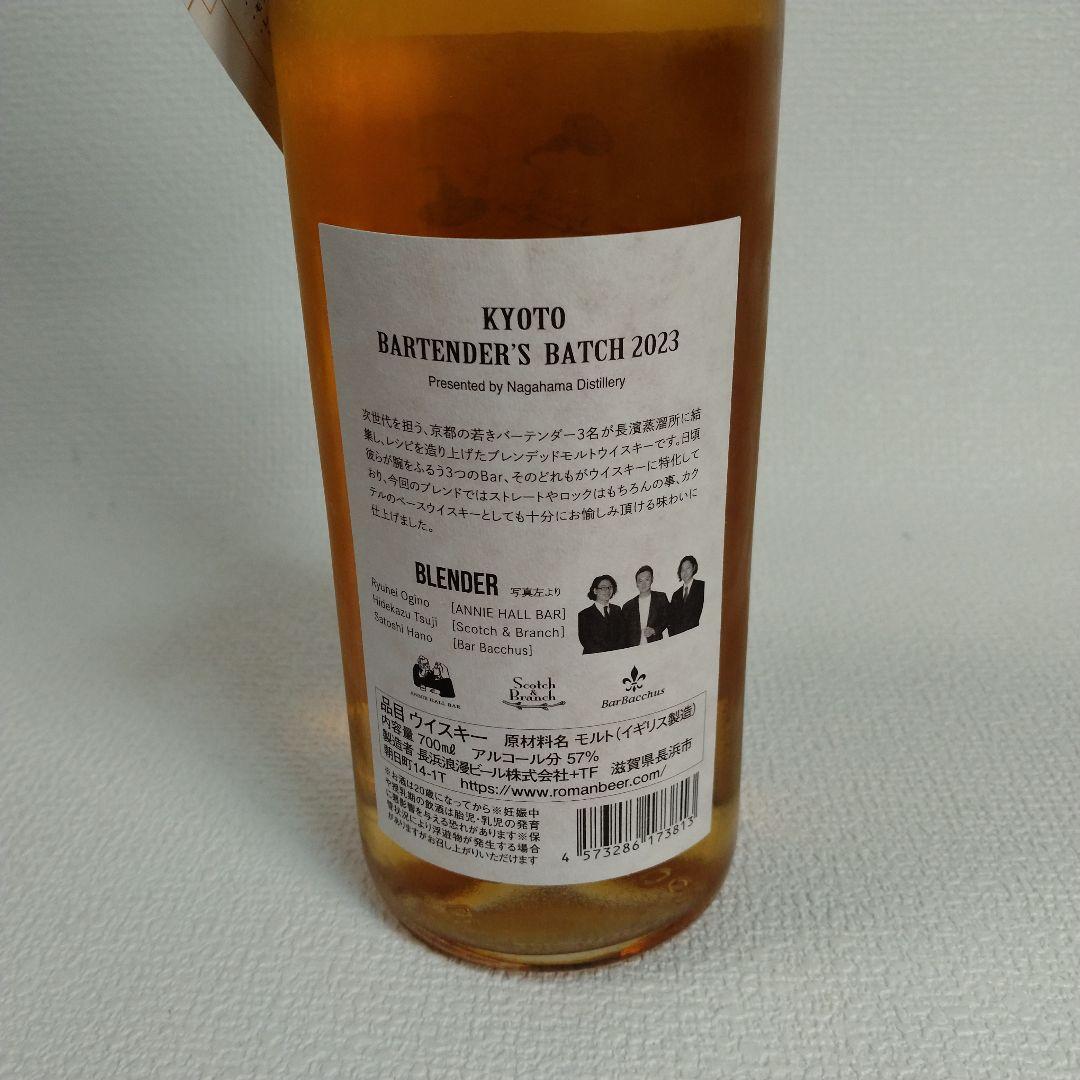 KYOTO
BARTENDER'S BATCH 2023
Presented by Nagahama Distillery
次世代を担う、京都の若きバーテンダー3名が長濱蒸溜所に結
集し、レシピを造り上げたブレンデッドモルトウイスキーです。日頃
彼らが腕をふるう3つのBar、そのどれもがウイスキーに特化して
おり、今回のブレンドではストレートやロックはもちろんの事、カク
テルのベースウイスキーとしても十分にお愉しみ頂ける味わいに
仕上げました。
BLENDER 写真左より
Ryunei Ogino [ANNIE HALL BAR]
Hidekazu Tsuji [Scotch & Branch]
Satoshi Hano [Bar Bacchus]
ANNIE HALL BAR
Scotch
&
Branch
BarBacchus
品目 ウイスキー 原材料名 モルト(イギリス製造)
内容量 700ml アルコール分 57%
製造者 長浜浪漫ビール株式会社+TF 滋賀県長浜市
朝日町14-1T https://www.romanbeer.com/
※お酒は20歳になってから※妊娠中
や授乳期の飲酒は胎児・乳児の発育
に悪影響を与える恐れがあります※保
管状況により浮遊物が発生する場合
がありますがお召し上がりいただけます
4 573286 173813